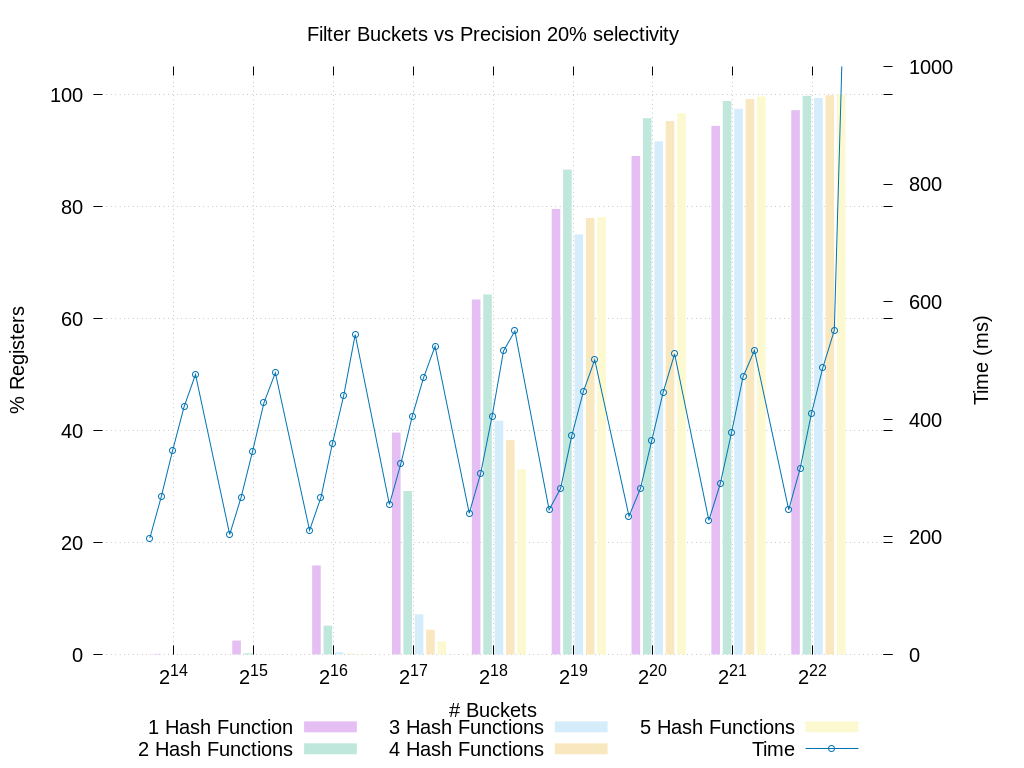 Filter Buckets vs Precision 20% selectivity
1000
100
800
80
600
60
% Registers
Time (ms)
400
40
200
20
0
0
2^14 2^15 2^16 2^17 2^18 2^19 2^20 2^21 2^22
# Buckets
1 Hash Function 3 Hash Functions 5 Hash Functions
2 Hash Functions 4 Hash Functions Time